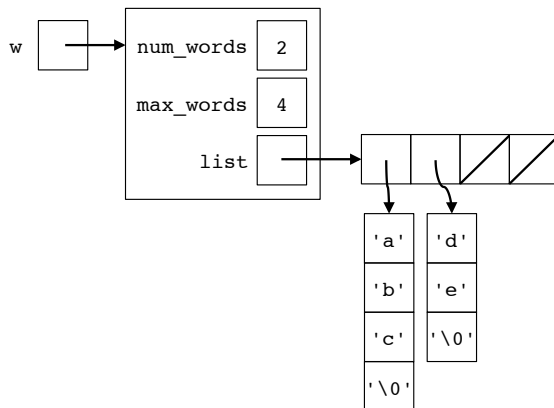 w
num_words 2
max_words 4
list
'a' 'd'
'b' 'e'
'c' '\0'
'\0'